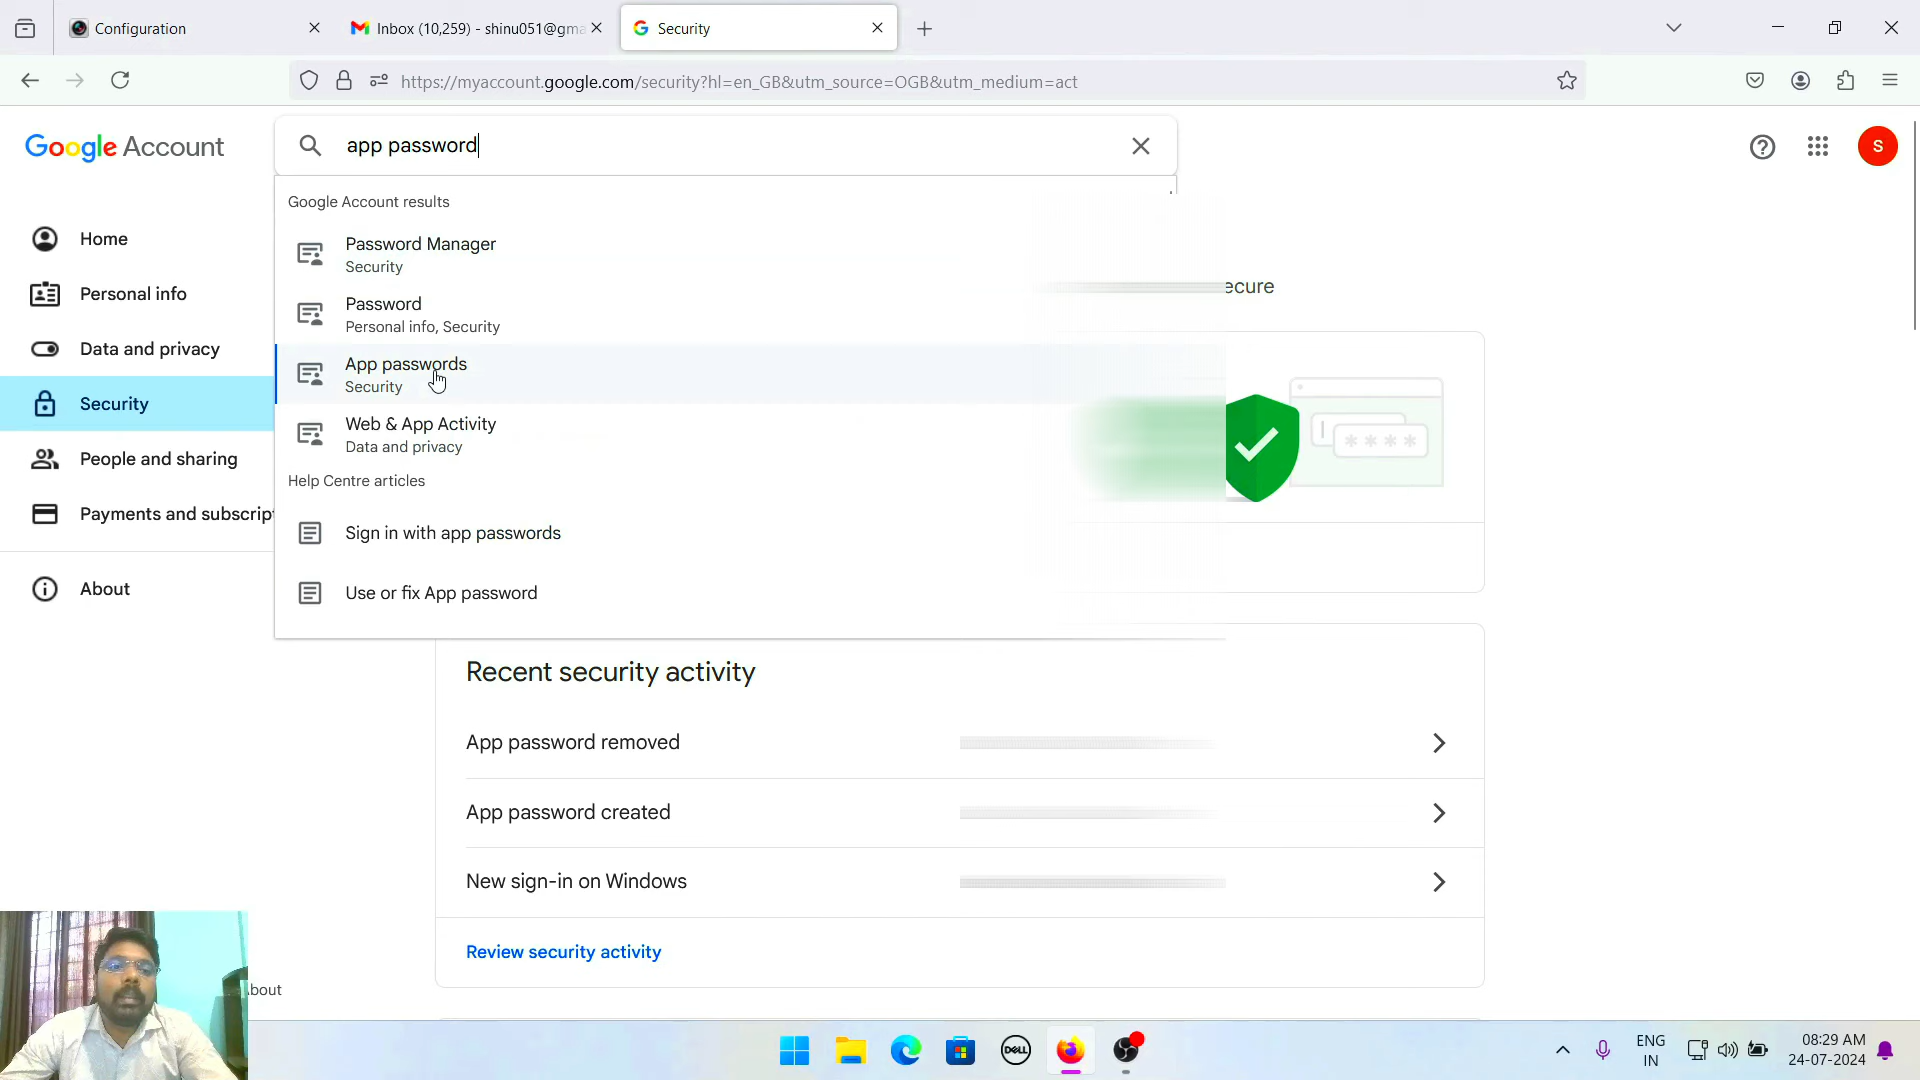 Configuration
Inbox (10,259) - shinu051@gma
Security
https://myaccount.google.com/security?hl=en_GB&utm_source=OGB&utm_medium=act
Google Account
app password
S
Google Account results
Password Manager
Security
Password
Personal info, Security
App passwords
Security
Web & App Activity
Data and privacy
Help Centre articles
Sign in with app passwords
Use or fix App password
Home
Personal info
Data and privacy
Security
People and sharing
Payments and subscript
About
ecure
****
Recent security activity
App password removed
App password created
New sign-in on Windows
Review security activity
bout
DELL
ENG
IN
08:29 AM
24-07-2024